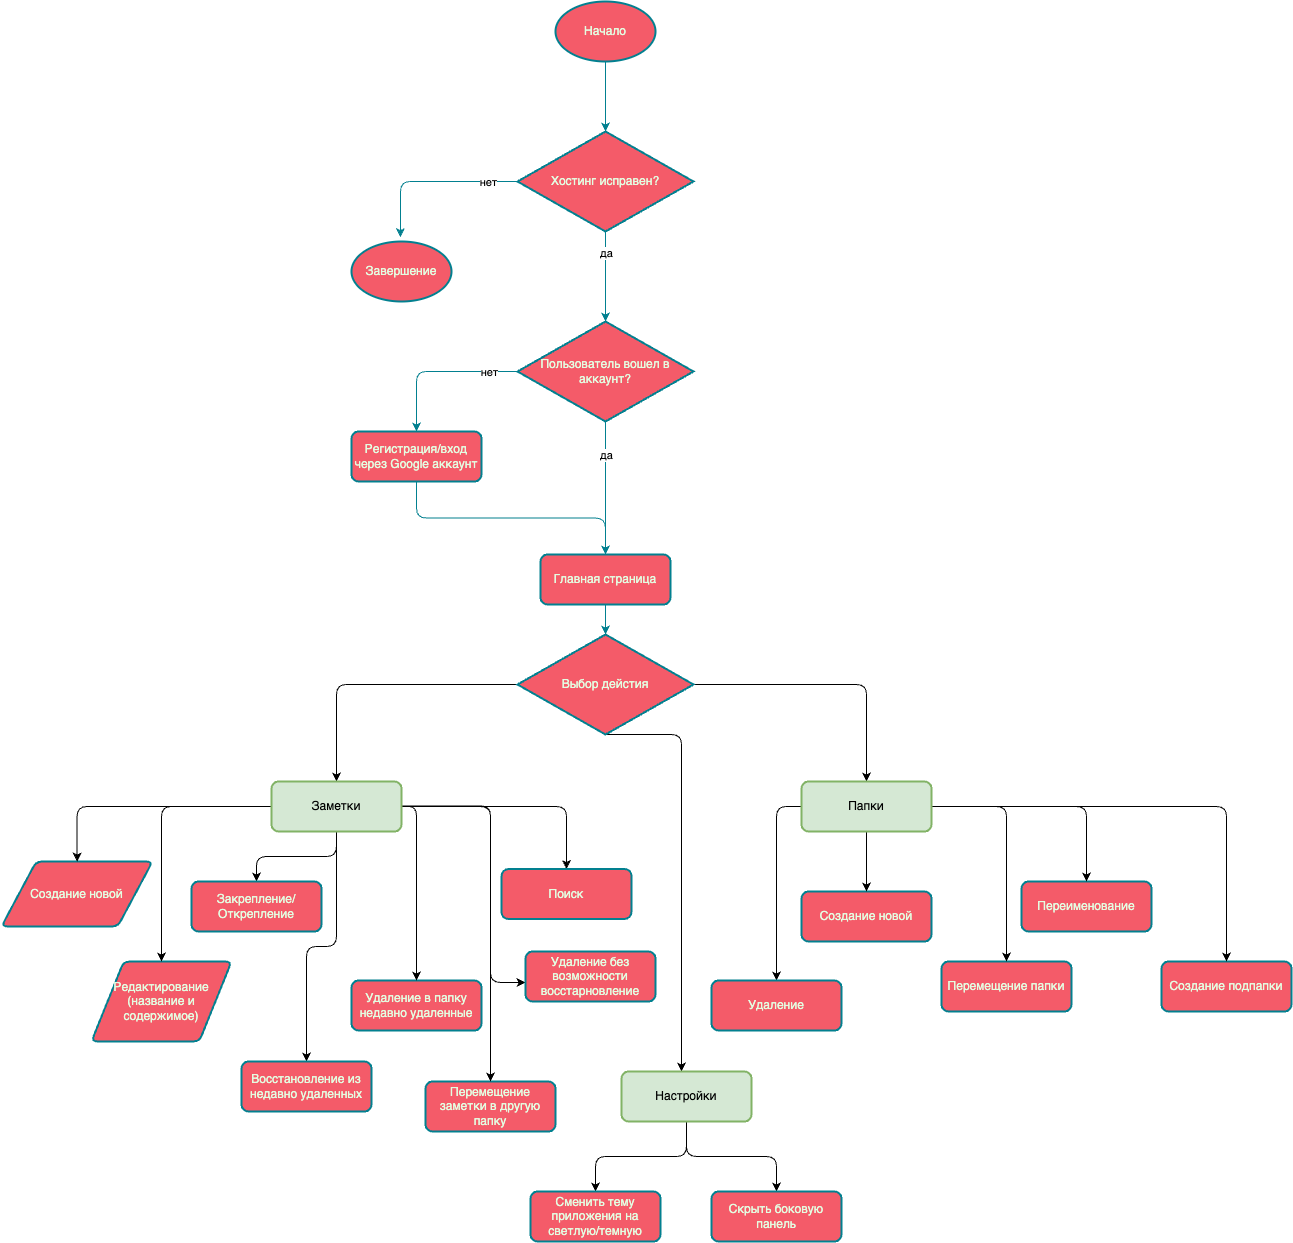 Начало
Хостинг исправен?
нет
да
Завершение
Пользователь вошел в
аккаунт?
нет
Регистрация/вход
через Google аккаунт
да
Главная страница
Выбор дейстия
Заметки
Папки
Создание новой
Закрепление/
Открепление
Поиск
Создание новой
Переименование
Редактирование
(название и
содержимое)
Удаление в папку
недавно удаленные
Удаление без
возможности
восстарновление
Удаление
Перемещение папки
Создание подпапки
Восстановление из
недавно удаленных
Перемещение
заметки в другую
папку
Настройки
Сменить тему
приложения на
светлую/темную
Скрыть боковую
панель